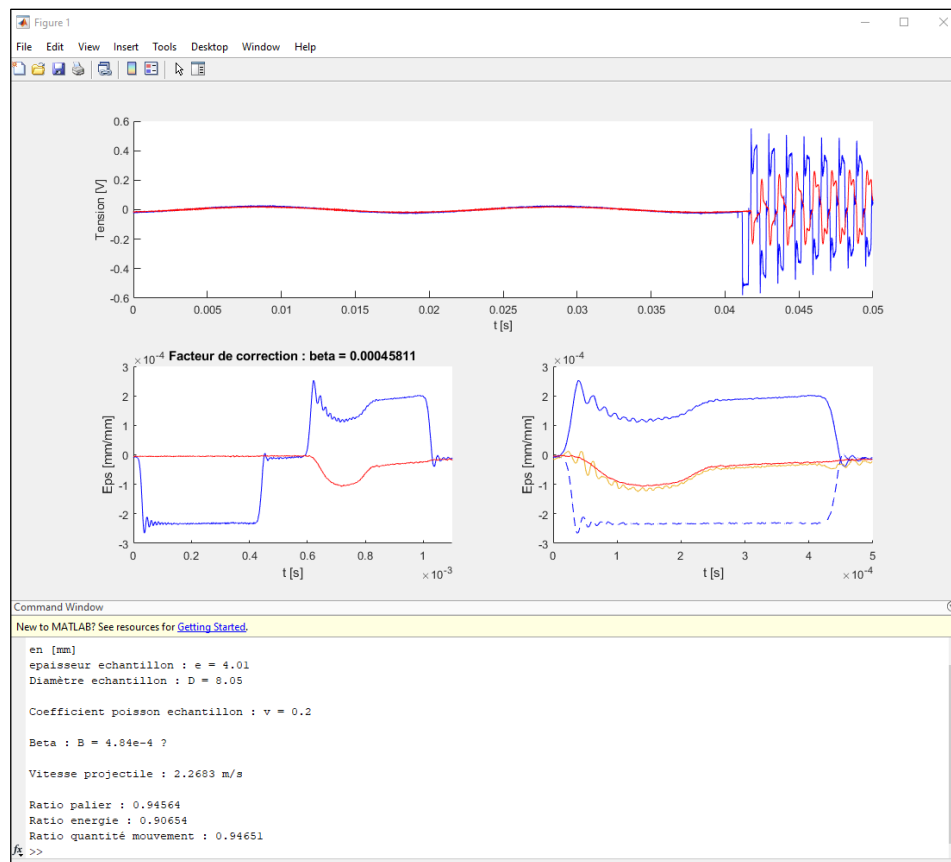 Figure 1
File Edit View Insert Tools Desktop Window Help
0.6
0.4
0.2
0
-0.2
-0.4
-0.6
Tension [V]
0 0.005 0.01 0.015 0.02 0.025 0.03 0.035 0.04 0.045 0.05
t [s]
×10⁻⁴ Facteur de correction : beta = 0.00045811
3
2
1
0
-1
-2
-3
Eps [mm/mm]
0 0.2 0.4 0.6 0.8 1
t [s]
×10⁻³
×10⁻⁴
3
2
1
0
-1
-2
-3
Eps [mm/mm]
0 1 2 3 4 5
t [s]
×10⁻⁴
Command Window
New to MATLAB? See resources for Getting Started.
en [mm]
epaisseur echantillon : e = 4.01
Diamètre echantillon : D = 8.05
Coefficient poisson echantillon : v = 0.2
Beta : B = 4.84e-4 ?
Vitesse projectile : 2.2683 m/s
Ratio palier : 0.94564
Ratio energie : 0.90654
Ratio quantité mouvement : 0.94651
fx >>